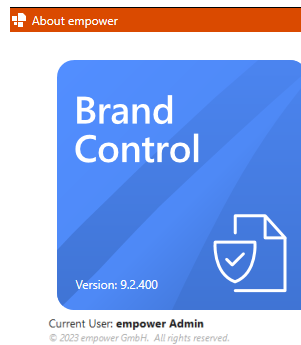 About empower
Brand
Control
Version: 9.2.400
Current User: empower Admin
© 2023 empower GmbH. All rights reserved.